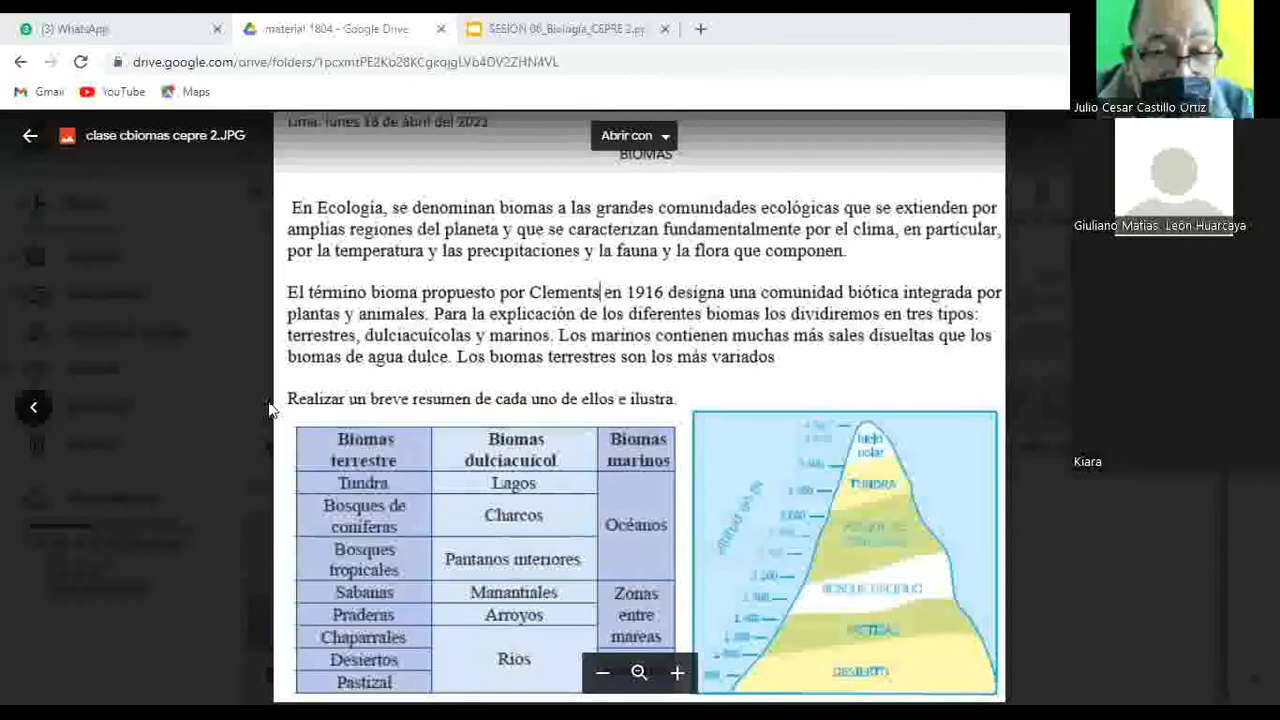 (3) WhatsApp
material 1804 - Google Drive
SESION 06_Biología_CEPRE 2.pp
Gmail
YouTube
Maps
clase cbiomas cepre 2.JPG
Abrir con
BIOMAS
En Ecología, se denominan biomas a las grandes comunidades ecológicas que se extienden por
amplias regiones del planeta y que se caracterizan fundamentalmente por el clima, en particular,
por la temperatura y las precipitaciones y la fauna y la flora que componen.
El término bioma propuesto por Clements en 1916 designa una comunidad biótica integrada por
plantas y animales. Para la explicación de los diferentes biomas los dividiremos en tres tipos:
terrestres, dulciacuícolas y marinos. Los marinos contienen muchas más sales disueltas que los
biomas de agua dulce. Los biomas terrestres son los más variados
Realizar un breve resumen de cada uno de ellos e ilustra.
Biomas
terrestre
Biomas
dulciacuícol
Biomas
marinos
Tundra
Lagos
Océanos
Bosques de
coníferas
Charcos
Bosques
tropicales
Pantanos interiores
Sabanas
Manantiales
Zonas
entre
mareas
Praderas
Arroyos
Chaparrales
Ríos
Desiertos
Pastizal
polar
TUNDRA
DESIERTO
Julio Cesar Castillo Ortiz
Giuliano Matias León Huarcaya
Kiara